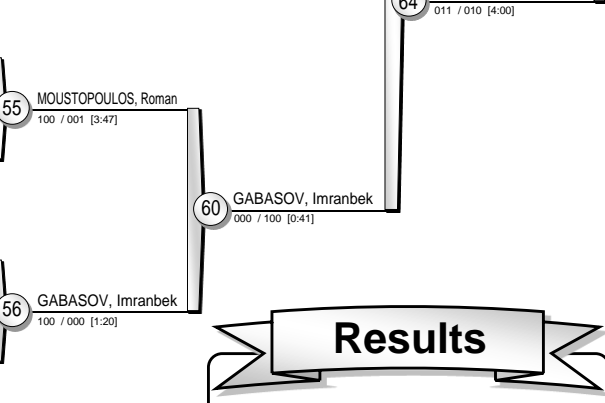 64
011 / 010 [4:00]
55 MOUSTOPOULOS, Roman
100 / 001 [3:47]
60 GABASOV, Imranbek
000 / 100 [0:41]
56 GABASOV, Imranbek
100 / 000 [1:20]
Results